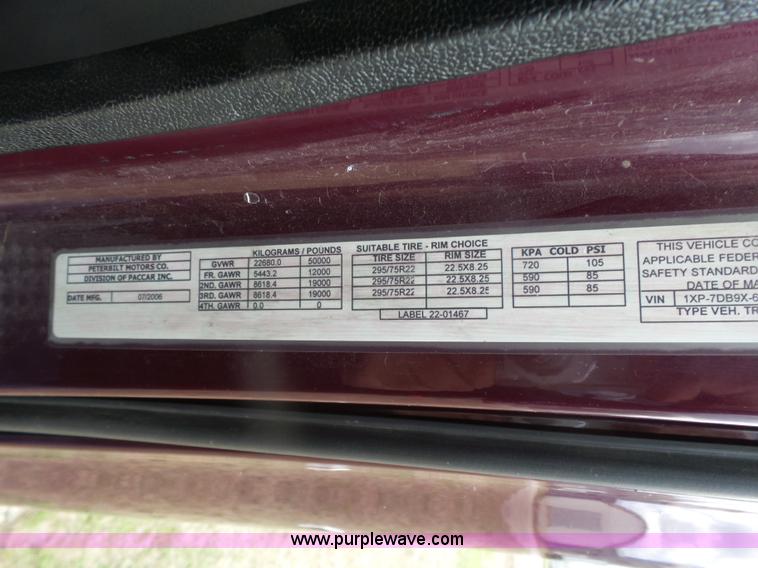 MANUFACTURED BY
PETERBILT MOTORS CO.
DIVISION OF PACCAR INC.
DATE MFG. 07/2006
KILOGRAMS / POUNDS
GVWR 22680.0 50000
FR. GAWR 5443.2 12000
2ND. GAWR 8618.4 19000
3RD. GAWR 8618.4 19000
4TH. GAWR 0.0 0
SUITABLE TIRE - RIM CHOICE
TIRE SIZE RIM SIZE
295/75R22 22.5X8.25
295/75R22 22.5X8.25
295/75R22 22.5X8.25
LABEL 22-01467
KPA COLD PSI
720 105
590 85
590 85
THIS VEHICLE CO
APPLICABLE FEDER
SAFETY STANDARD
DATE OF MA
VIN 1XP-7DB9X-6
TYPE VEH. TR
www.purplewave.com